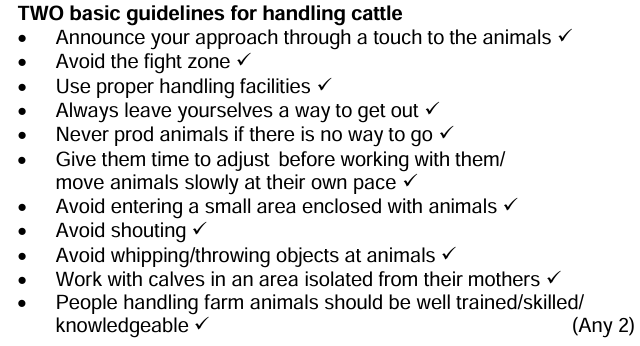 TWO basic guidelines for handling cattle
• Announce your approach through a touch to the animals ✓
• Avoid the fight zone ✓
• Use proper handling facilities ✓
• Always leave yourselves a way to get out ✓
• Never prod animals if there is no way to go ✓
• Give them time to adjust before working with them/
move animals slowly at their own pace ✓
• Avoid entering a small area enclosed with animals ✓
• Avoid shouting ✓
• Avoid whipping/throwing objects at animals ✓
• Work with calves in an area isolated from their mothers ✓
• People handling farm animals should be well trained/skilled/
knowledgeable ✓ (Any 2)